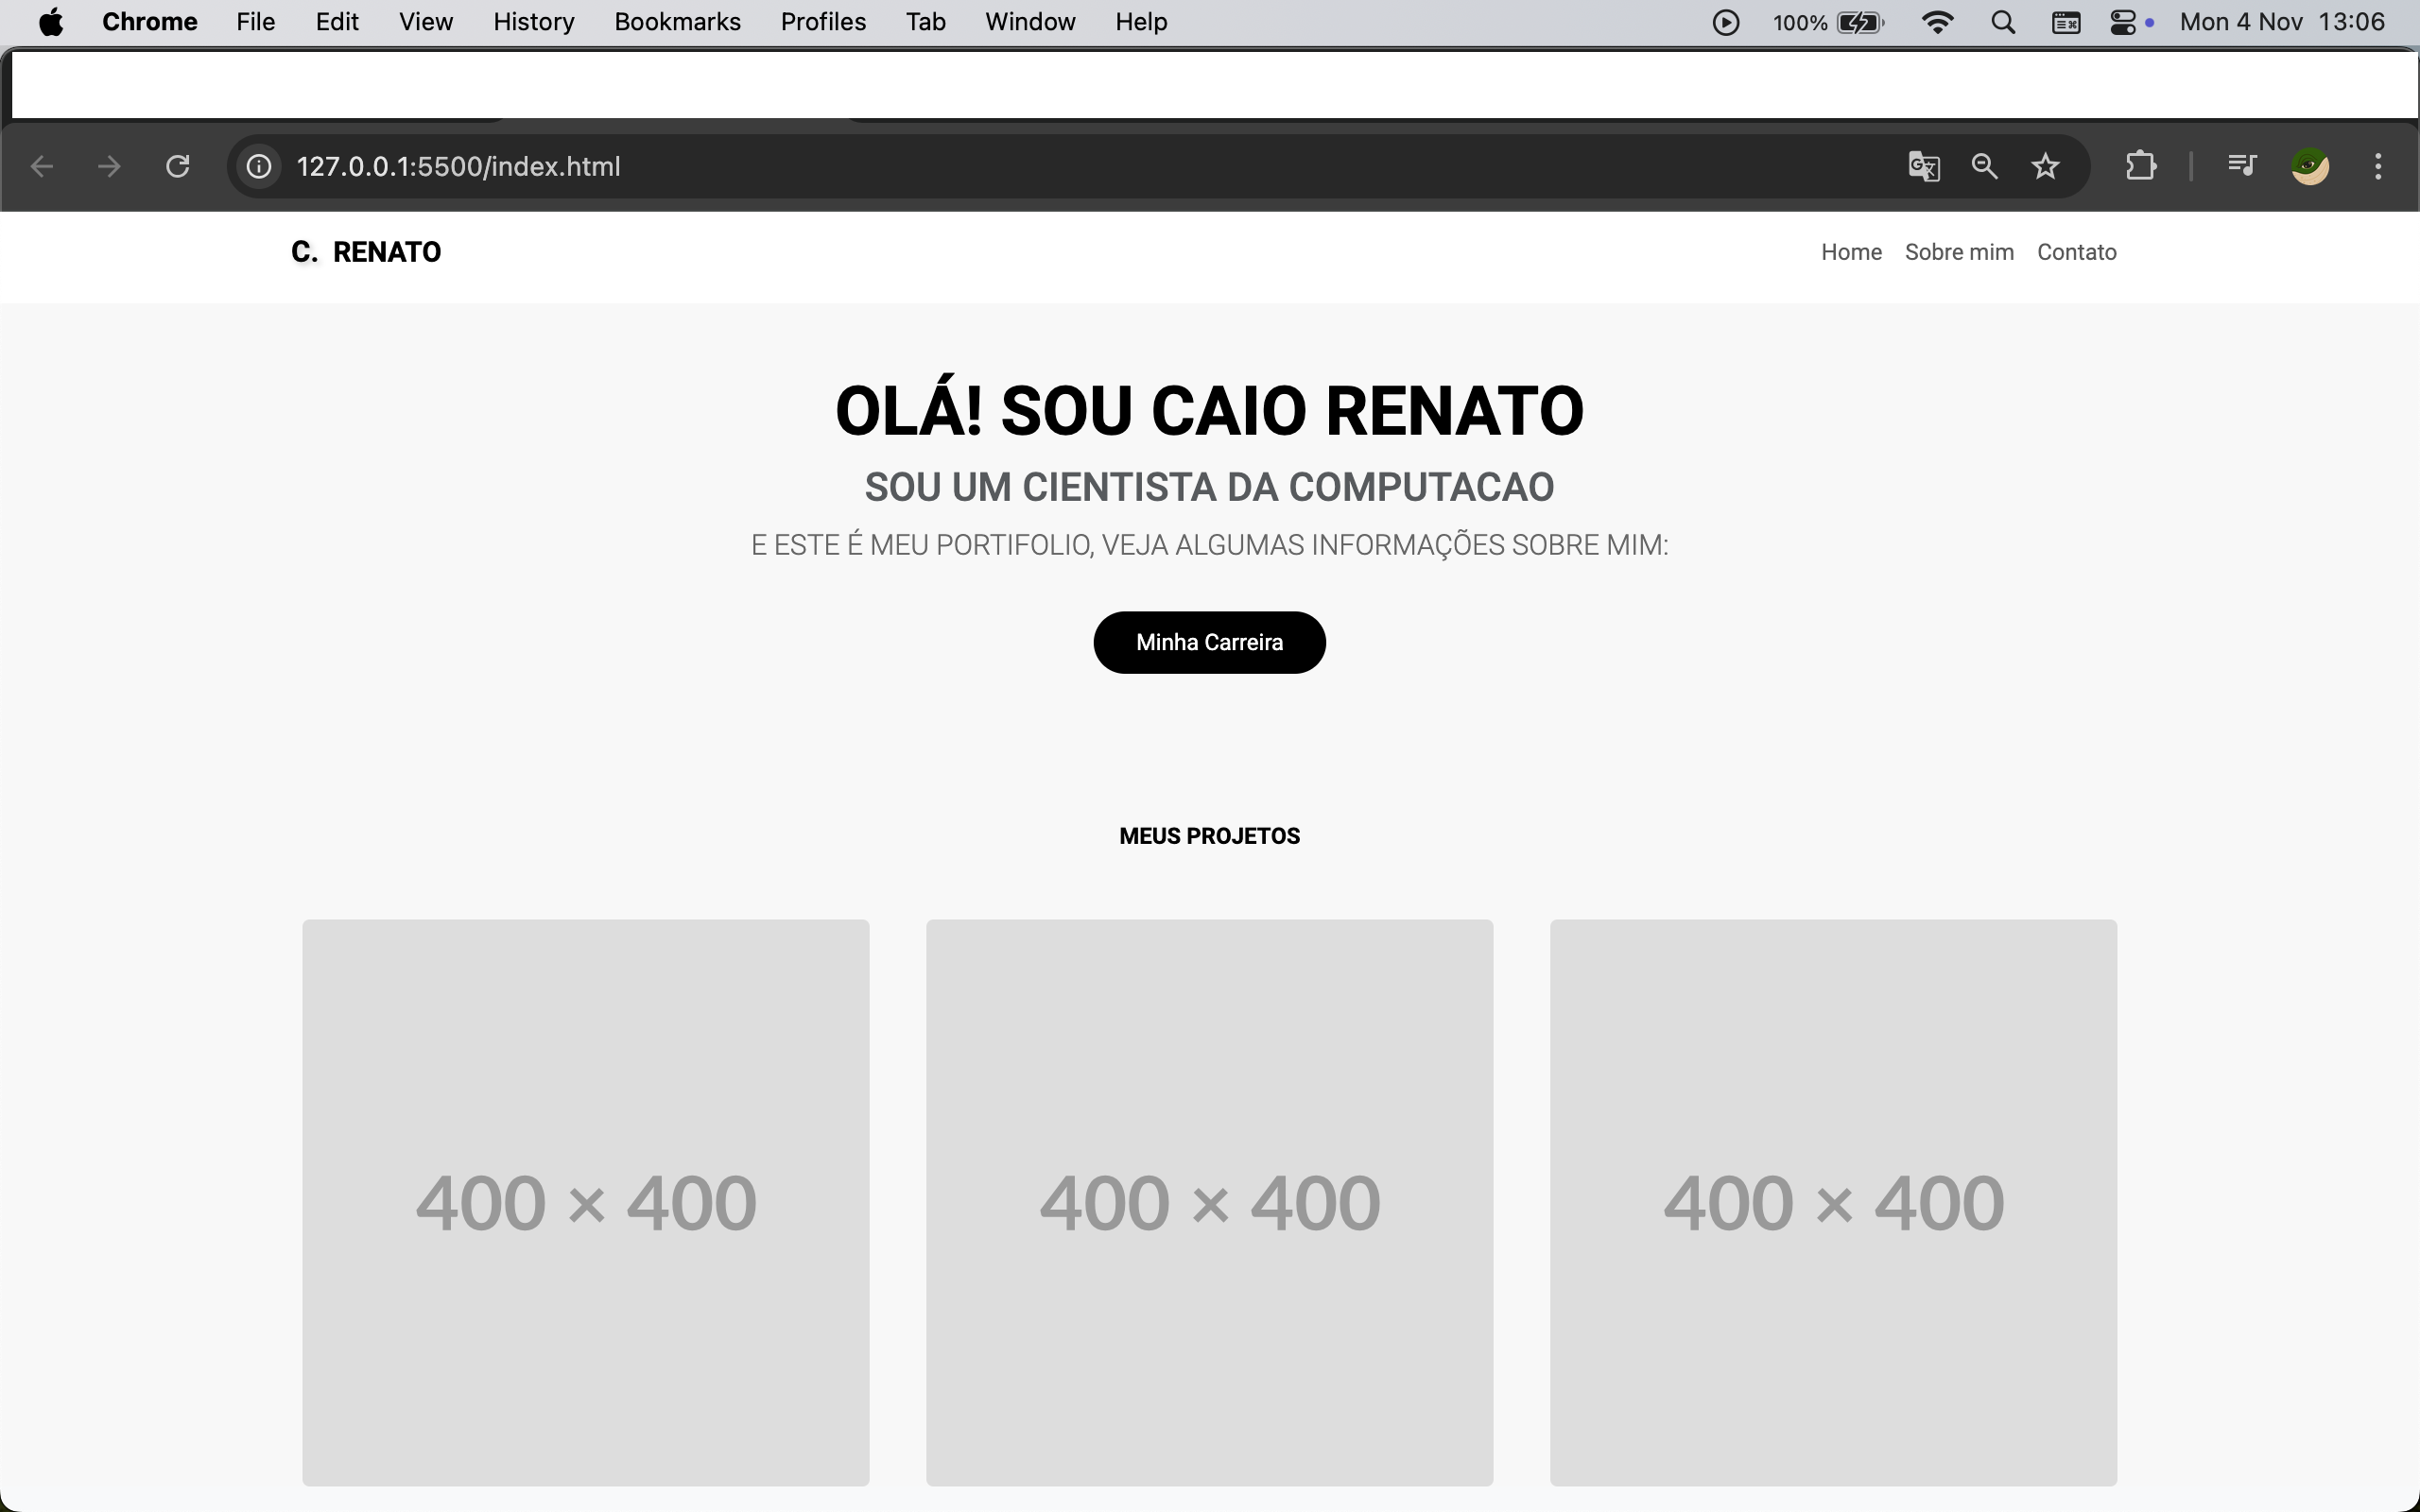 Chrome File Edit View History Bookmarks Profiles Tab Window Help 100% Mon 4 Nov 13:06
127.0.0.1:5500/index.html
C. RENATO Home Sobre mim Contato
OLÁ! SOU CAIO RENATO
SOU UM CIENTISTA DA COMPUTACAO
E ESTE É MEU PORTIFOLIO, VEJA ALGUMAS INFORMAÇÕES SOBRE MIM:
Minha Carreira
MEUS PROJETOS
400 × 400 400 × 400 400 × 400